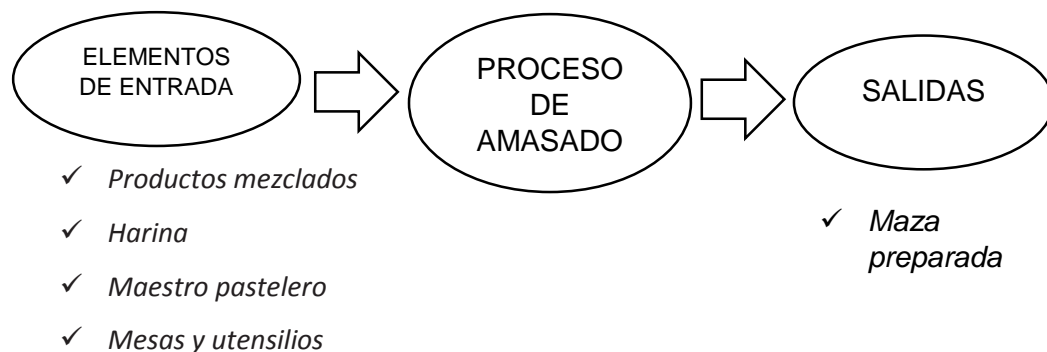 ELEMENTOS
DE ENTRADA
PROCESO
DE
AMASADO
SALIDAS
✓ Productos mezclados
✓ Harina
✓ Maestro pastelero
✓ Mesas y utensilios
✓ Maza
preparada